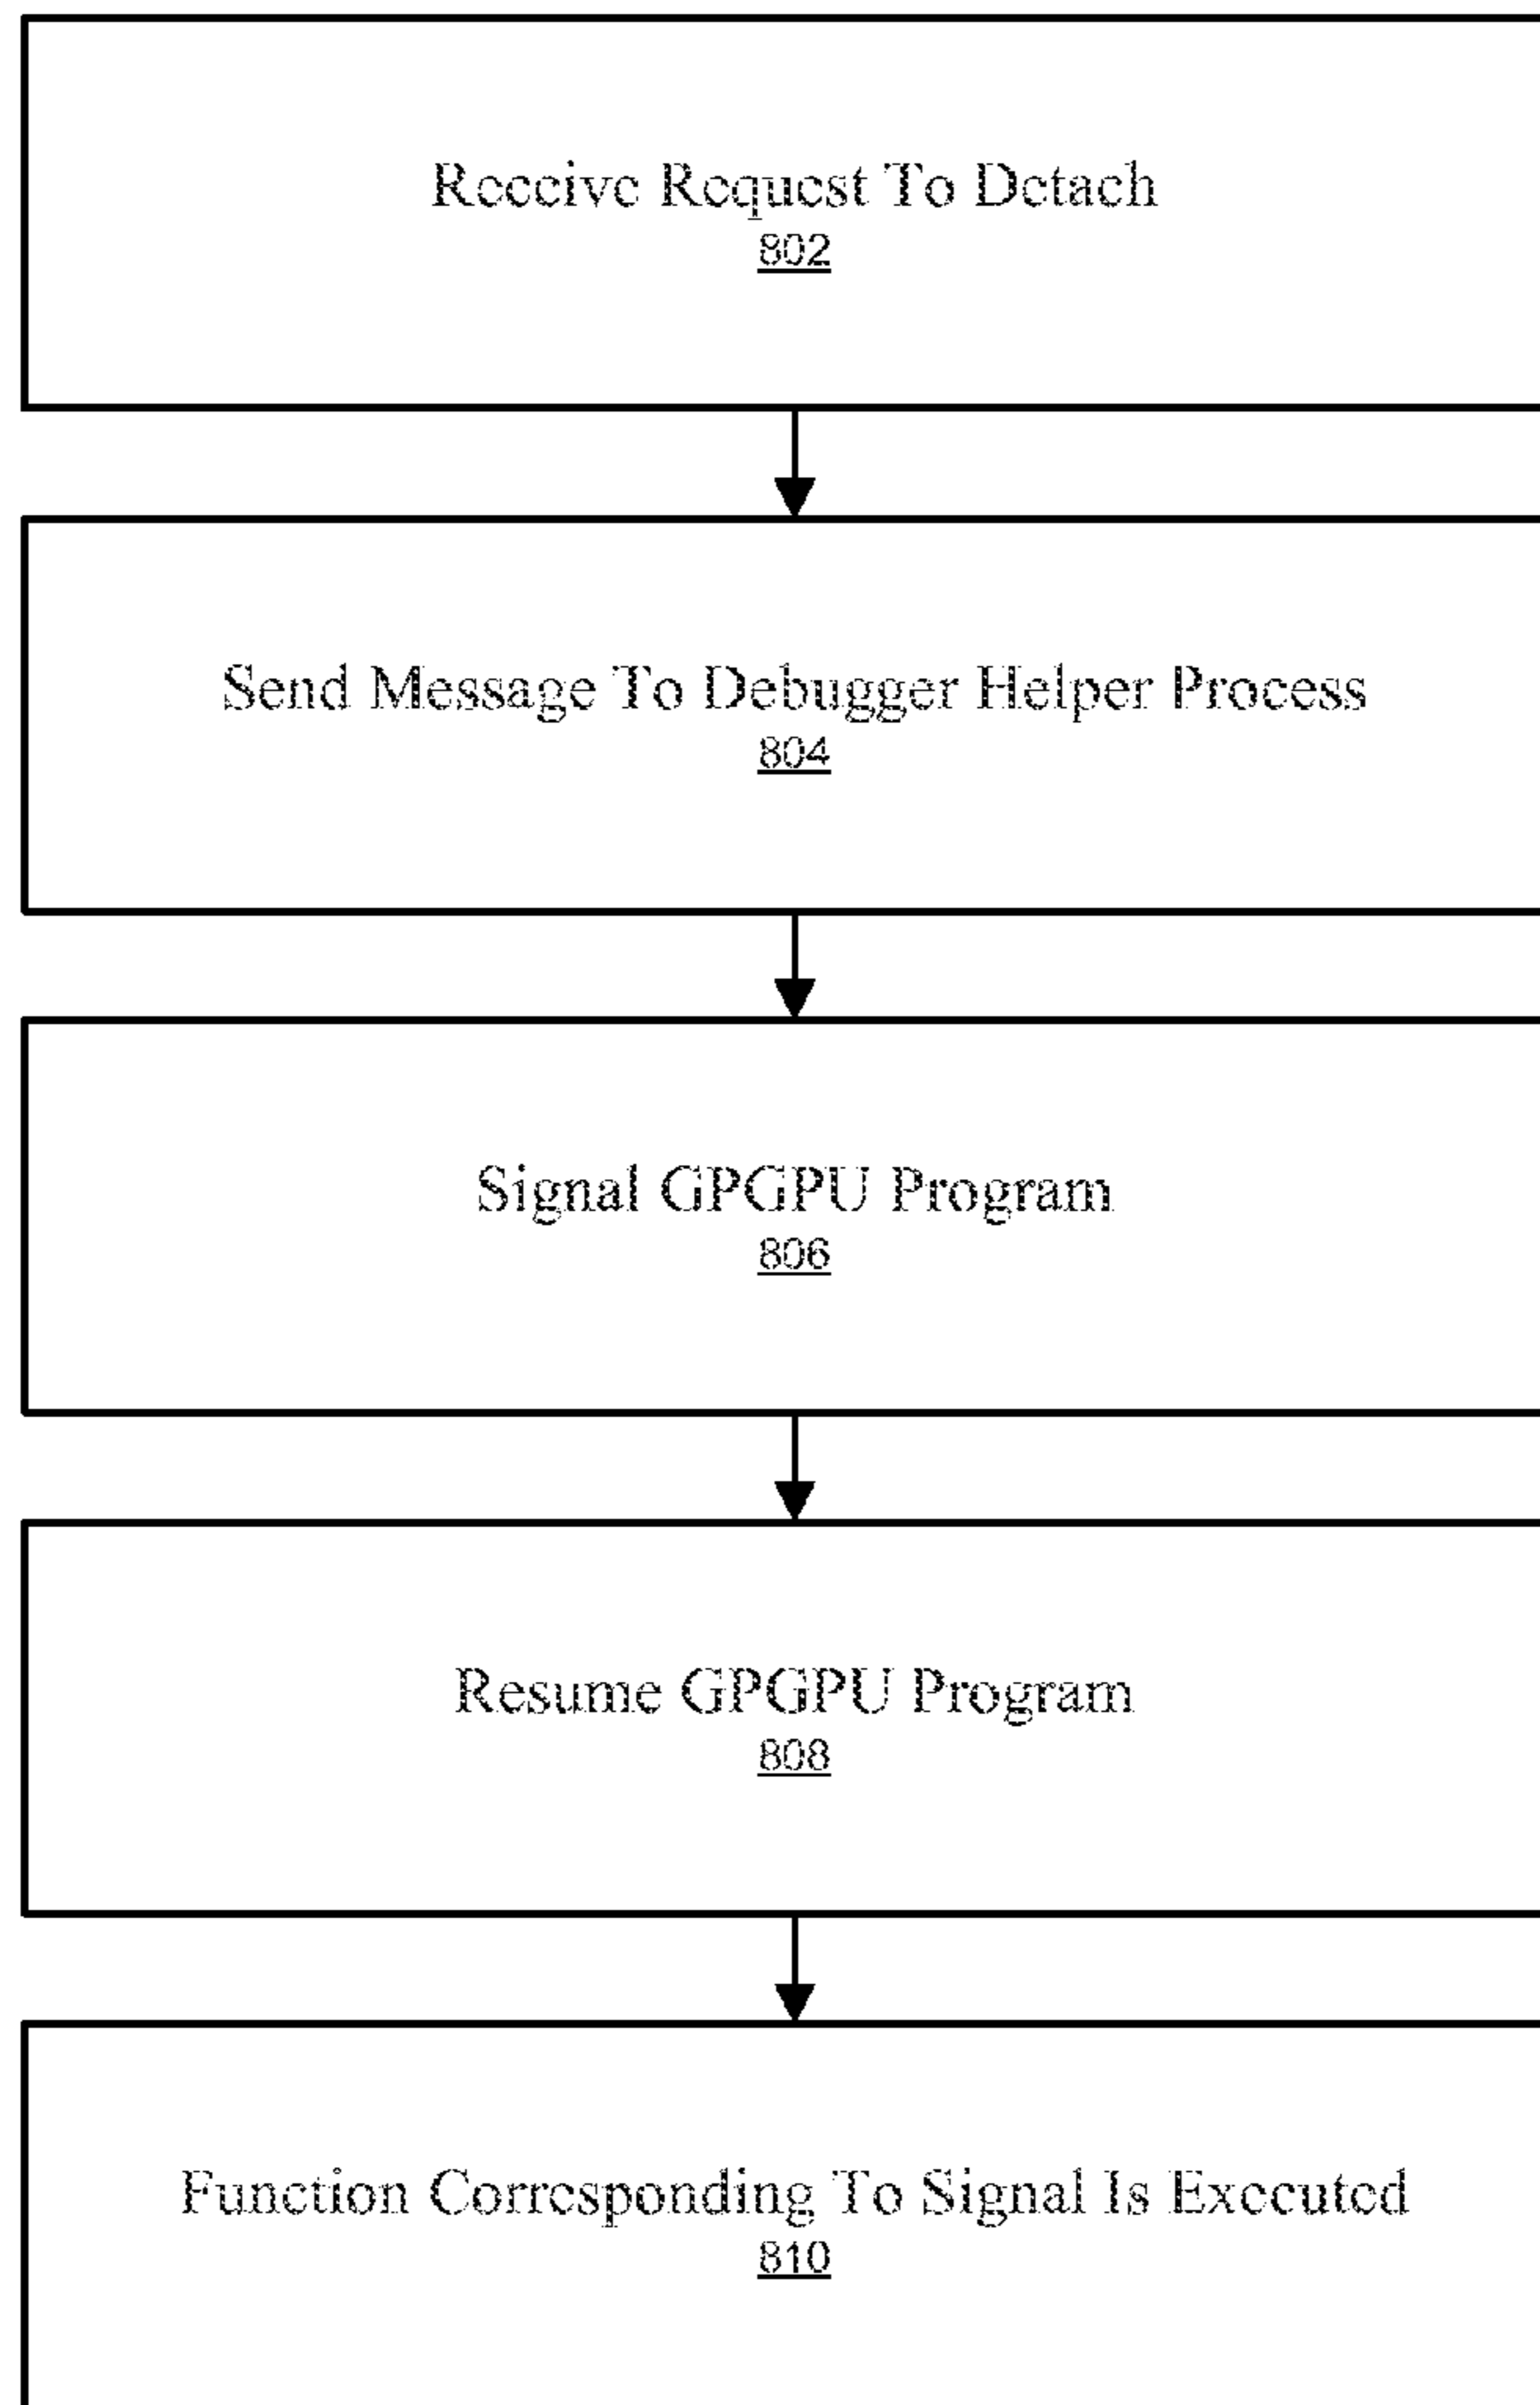 Receive Request To Detach
802
Send Message To Debugger Helper Process
804
Signal GPGPU Program
806
Resume GPGPU Program
808
Function Corresponding To Signal Is Executed
810